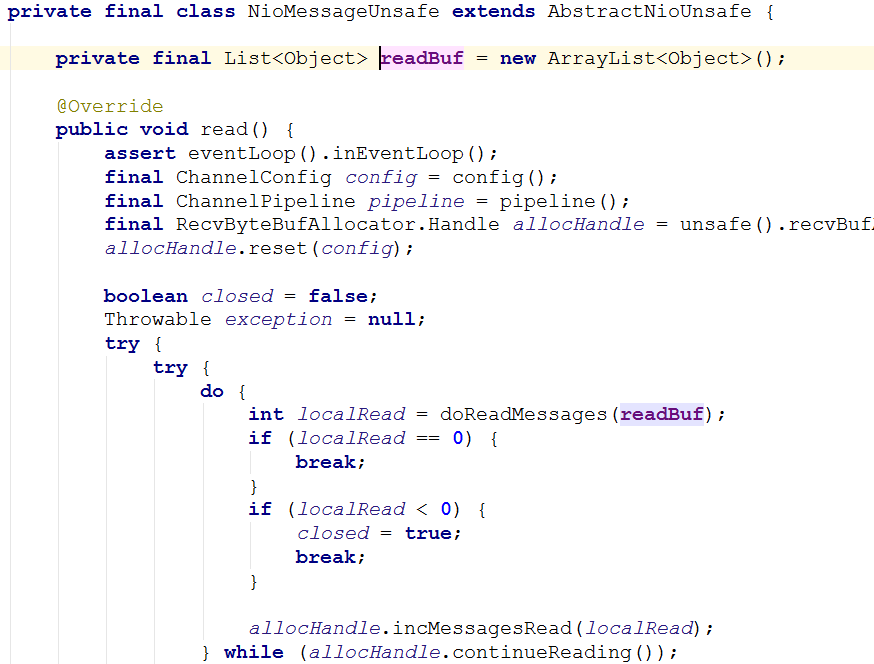 private final class NioMessageUnsafe extends AbstractNioUnsafe {
private final List<Object> readBuf = new ArrayList<Object>();
@Override
public void read() {
assert eventLoop().inEventLoop();
final ChannelConfig config = config();
final ChannelPipeline pipeline = pipeline();
final RecvByteBufAllocator.Handle allocHandle = unsafe().recvBuf
allocHandle.reset(config);
boolean closed = false;
Throwable exception = null;
try {
try {
do {
int localRead = doReadMessages(readBuf);
if (localRead == 0) {
break;
}
if (localRead < 0) {
closed = true;
break;
}
allocHandle.incMessagesRead(localRead);
} while (allocHandle.continueReading());